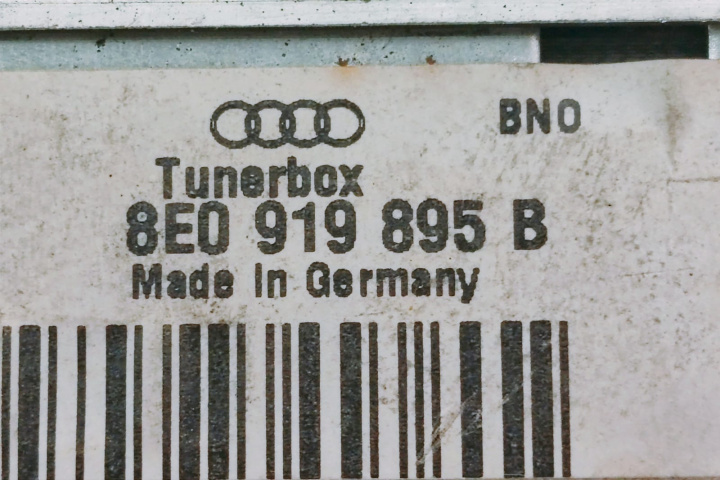 BNO
Tunerbox
8E0 919 895 B
Made in Germany